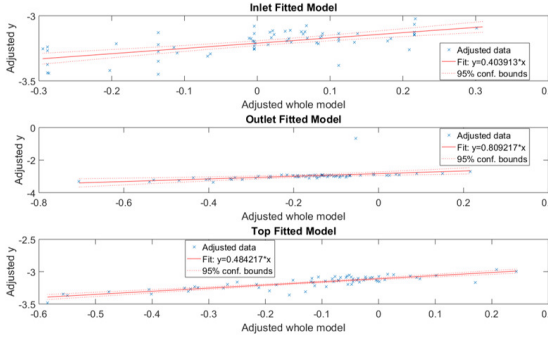 Inlet Fitted Model
-3
-3.5
Adjusted y
Adjusted data
Fit: y=0.403913*x
95% conf. bounds
-0.3 -0.2 -0.1 0 0.1 0.2 0.3 0.
Adjusted whole model
Outlet Fitted Model
0
-2
-4
Adjusted y
Adjusted data
Fit: y=0.809217*x
95% conf. bounds
-0.8 -0.6 -0.4 -0.2 0 0.2 0.
Adjusted whole model
Top Fitted Model
-2.5
-3
-3.5
Adjusted y
Adjusted data
Fit: y=0.484217*x
95% conf. bounds
-0.6 -0.5 -0.4 -0.3 -0.2 -0.1 0 0.1 0.2 0.
Adjusted whole model